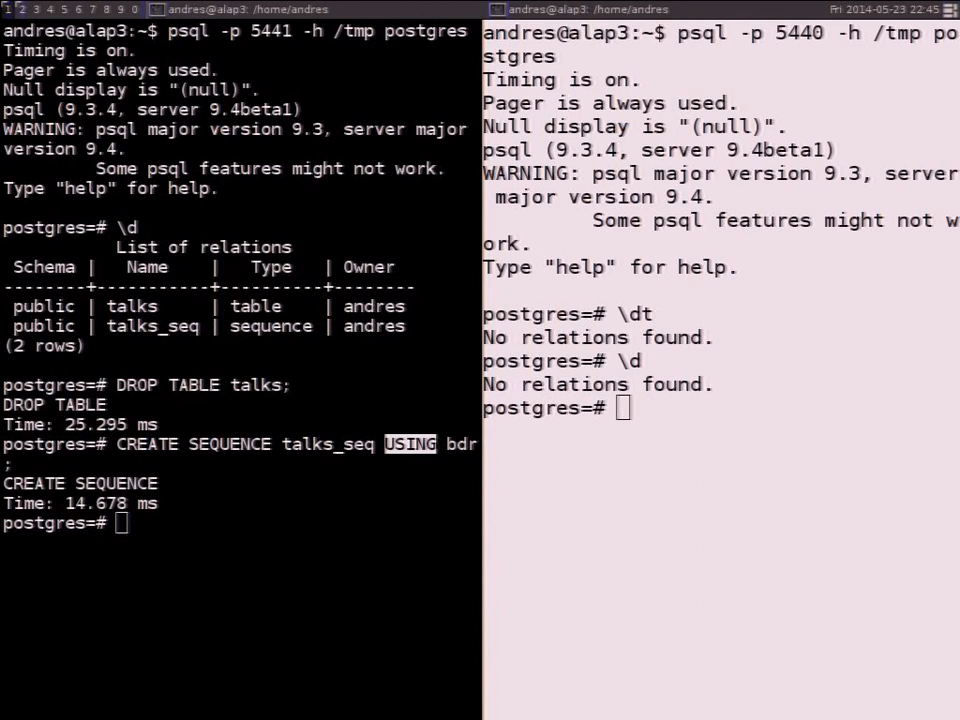 1 2 3 4 5 6 7 8 9 0 andres@alap3: /home/andres
andres@alap3:~$ psql -p 5441 -h /tmp postgres
Timing is on.
Pager is always used.
Null display is "(null)".
psql (9.3.4, server 9.4beta1)
WARNING: psql major version 9.3, server major
version 9.4.
Some psql features might not work.
Type "help" for help.
postgres=# \d
List of relations
Schema | Name | Type | Owner
--------+-----------+----------+--------
public | talks | table | andres
public | talks_seq | sequence | andres
(2 rows)
postgres=# DROP TABLE talks;
DROP TABLE
Time: 25.295 ms
postgres=# CREATE SEQUENCE talks_seq USING bdr
;
CREATE SEQUENCE
Time: 14.678 ms
postgres=#
andres@alap3: /home/andres Fri 2014-05-23 22:45
andres@alap3:~$ psql -p 5440 -h /tmp po
stgres
Timing is on.
Pager is always used.
Null display is "(null)".
psql (9.3.4, server 9.4beta1)
WARNING: psql major version 9.3, server
major version 9.4.
Some psql features might not w
ork.
Type "help" for help.
postgres=# \dt
No relations found.
postgres=# \d
No relations found.
postgres=#